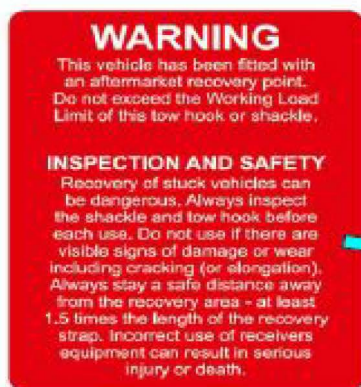 WARNING
This vehicle has been fitted with
an aftermarket recovery point.
Do not exceed the Working Load
Limit of this tow hook or shackle.
INSPECTION AND SAFETY
Recovery of stuck vehicles can
be dangerous. Always inspect
the shackle and tow hook before
each use. Do not use if there are
visible signs of damage or wear
including cracking (or elongation).
Always stay a safe distance away
from the recovery area - at least
1.5 times the length of the recovery
strap. Incorrect use of receivers
equipment can result in serious
injury or death.